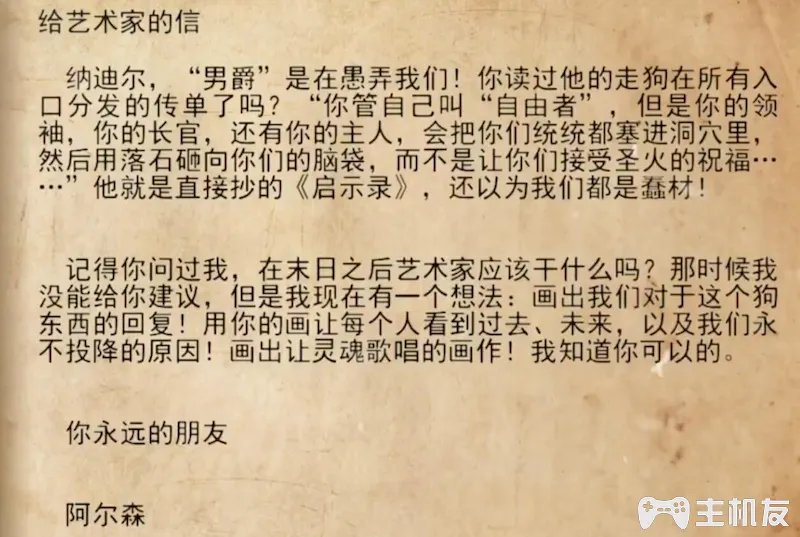 给艺术家的信
纳迪尔，“男爵”是在愚弄我们！你读过他的走狗在所有入
口分发的传单了吗？“你管自己叫“自由者”，但是你的领
袖，你的长官，还有你的主人，会把你们统统都塞进洞穴里，
然后用落石砸向你们的脑袋，而不是让你们接受圣火的祝福…
…”他就是直接抄的《启示录》，还以为我们都是蠢材！
记得你问过我，在末日之后艺术家应该干什么吗？那时候我
没能给你建议，但是我现在有一个想法：画出我们对于这个狗
东西的回复！用你的画让每个人看到过去、未来，以及我们永
不投降的原因！画出让灵魂歌唱的画作！我知道你可以的。
你永远的朋友
阿尔森
主机友